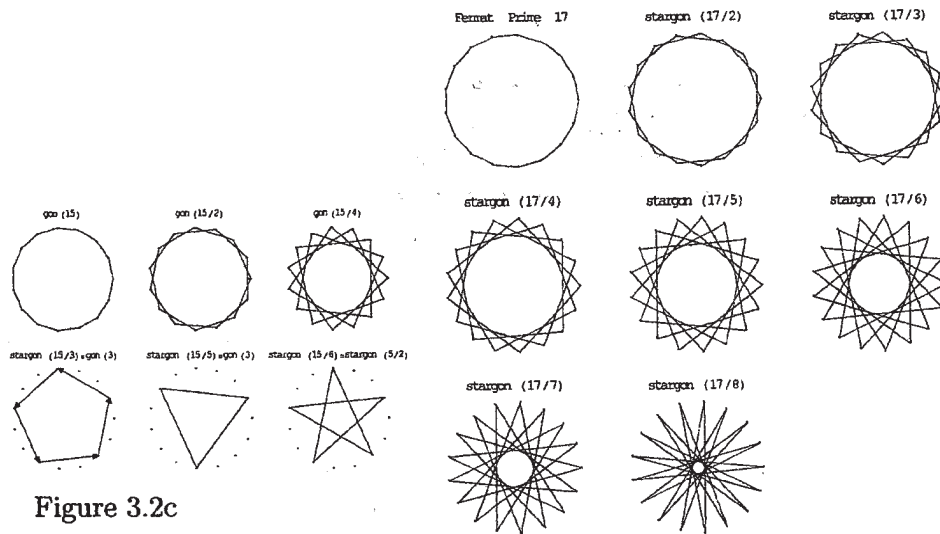 Fermat Prime 17
stargon (17/2)
stargon (17/3)
stargon (17/4)
stargon (17/5)
stargon (17/6)
gon (15)
gon (15/2)
gon (15/4)
stargon (15/3)=gon(3)
stargon (15/5)=gon(3)
stargon (15/6)=stargon (5/2)
stargon (17/7)
stargon (17/8)
Figure 3.2c